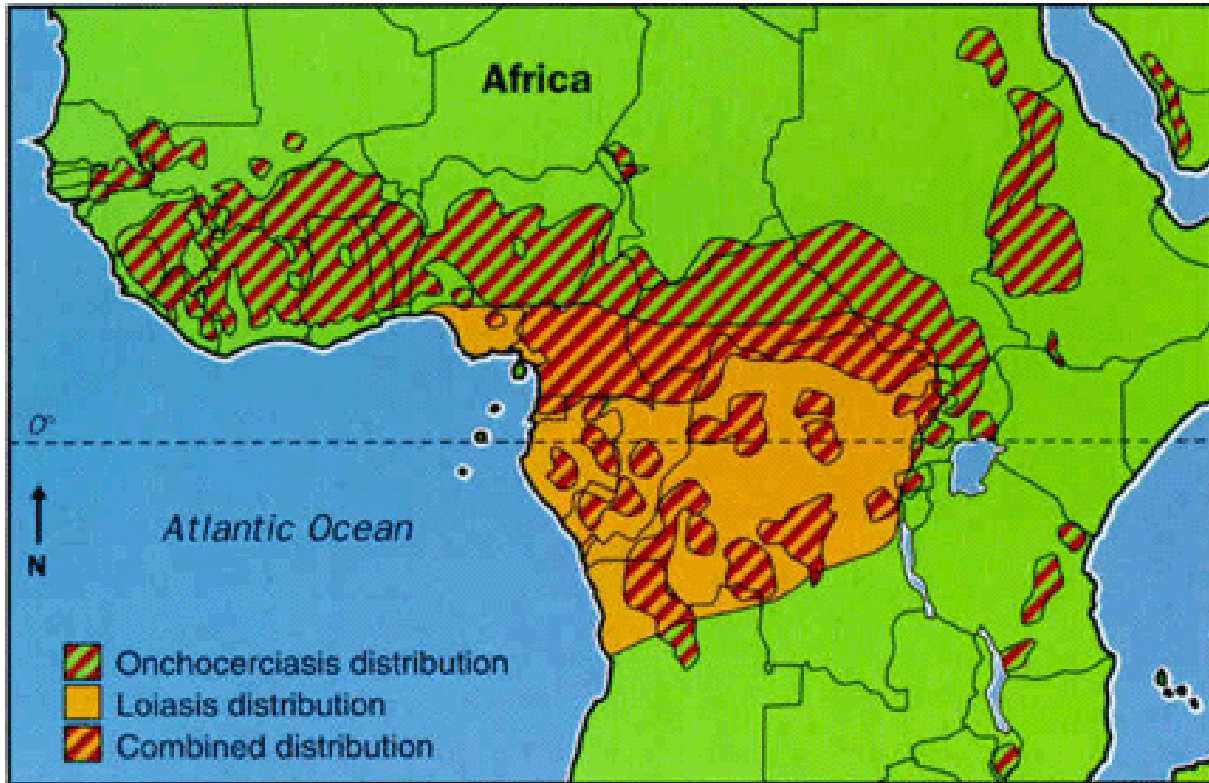 Africa
0°
Atlantic Ocean
N
Onchocerciasis distribution
Loiasis distribution
Combined distribution